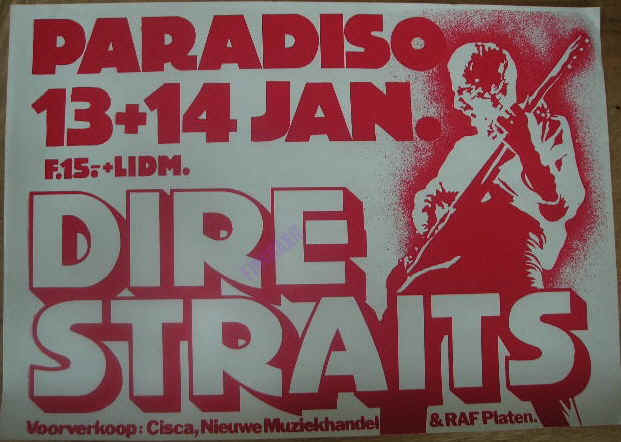 PARADISO
13+14 JAN.
F.15.-+LIDM.
DIRE
STRAITS
Voorverkoop: Cisca, Nieuwe Muziekhandel & RAF Platen.